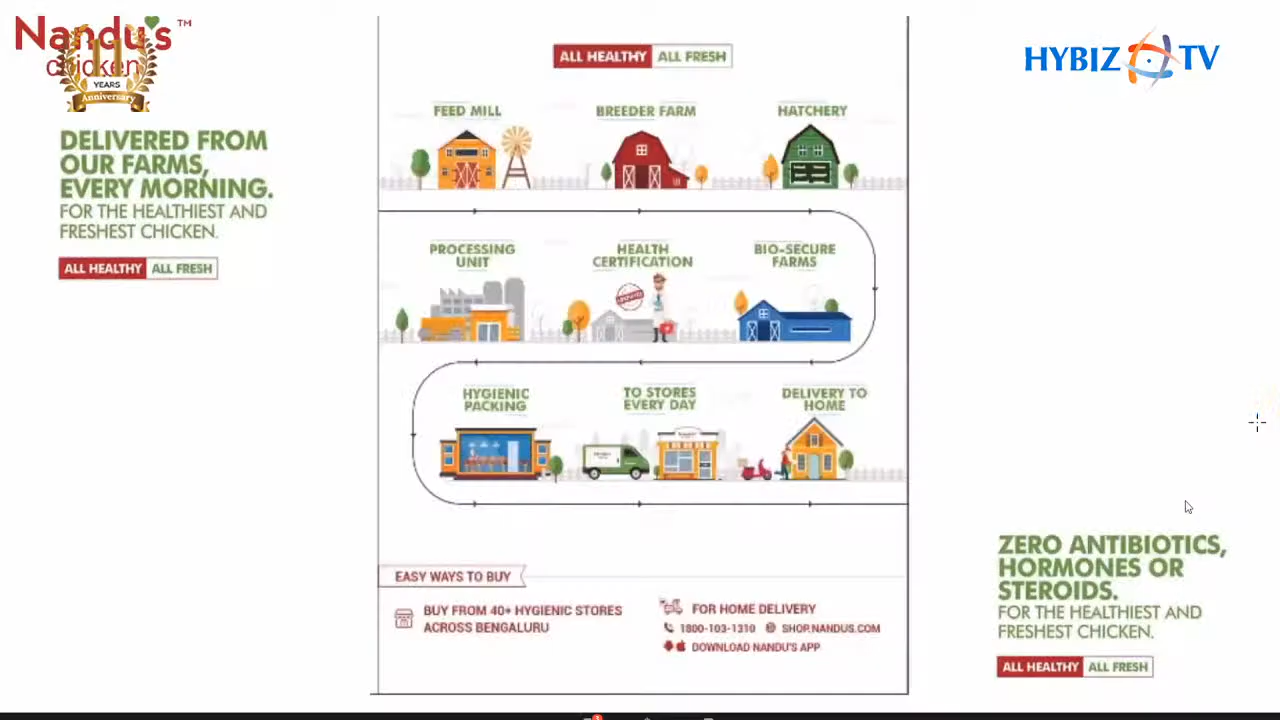 Nandu's™
chicken
11
YEARS
Anniversary
DELIVERED FROM
OUR FARMS,
EVERY MORNING.
FOR THE HEALTHIEST AND
FRESHEST CHICKEN.
ALL HEALTHY ALL FRESH
ALL HEALTHY ALL FRESH
HYBIZ TV
FEED MILL
BREEDER FARM
HATCHERY
PROCESSING
UNIT
HEALTH
CERTIFICATION
BIO-SECURE
FARMS
HYGIENIC
PACKING
TO STORES
EVERY DAY
DELIVERY TO
HOME
EASY WAYS TO BUY
BUY FROM 40+ HYGIENIC STORES
ACROSS BENGALURU
FOR HOME DELIVERY
1800-103-1310 SHOP.NANDUS.COM
DOWNLOAD NANDU'S APP
ZERO ANTIBIOTICS,
HORMONES OR
STEROIDS.
FOR THE HEALTHIEST AND
FRESHEST CHICKEN.
ALL HEALTHY ALL FRESH